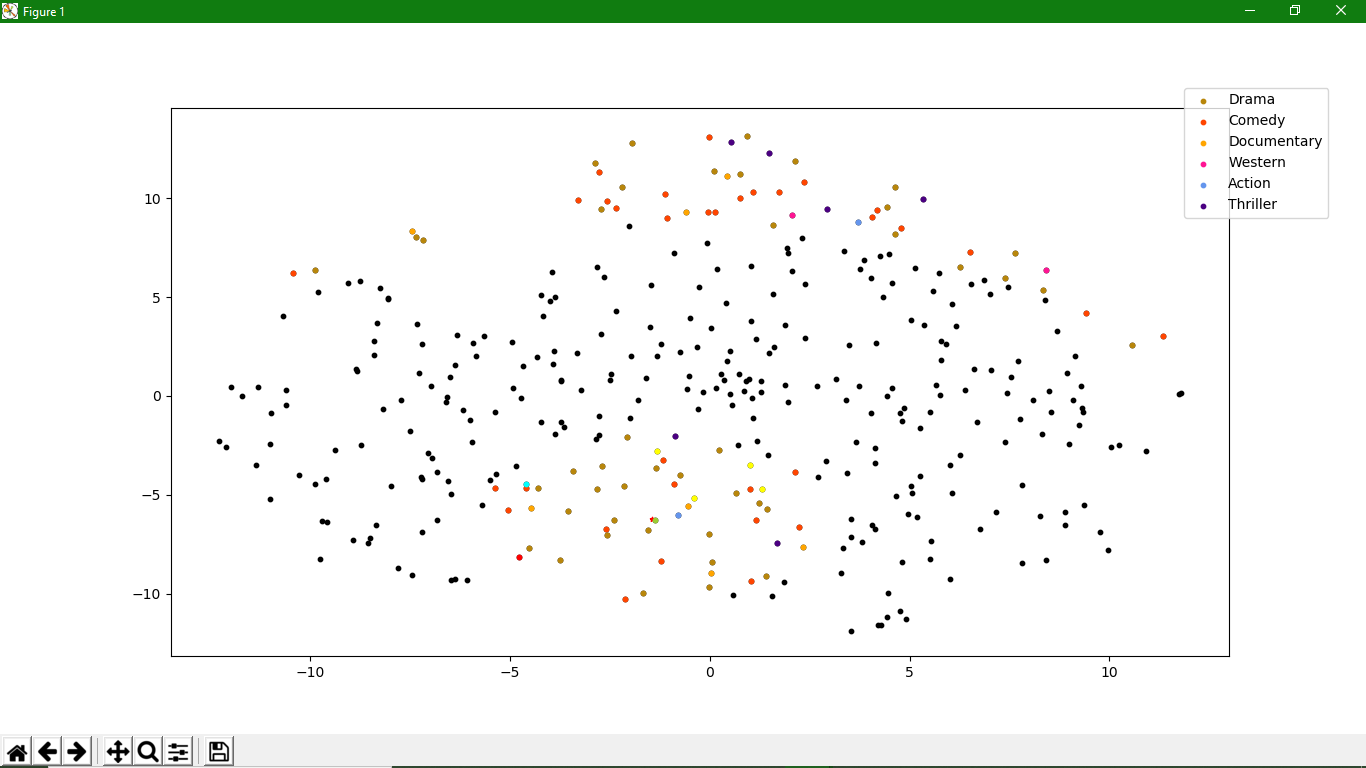 Figure 1
Drama
Comedy
Documentary
Western
Action
Thriller
10
5
0
−5
−10
−10 −5 0 5 10